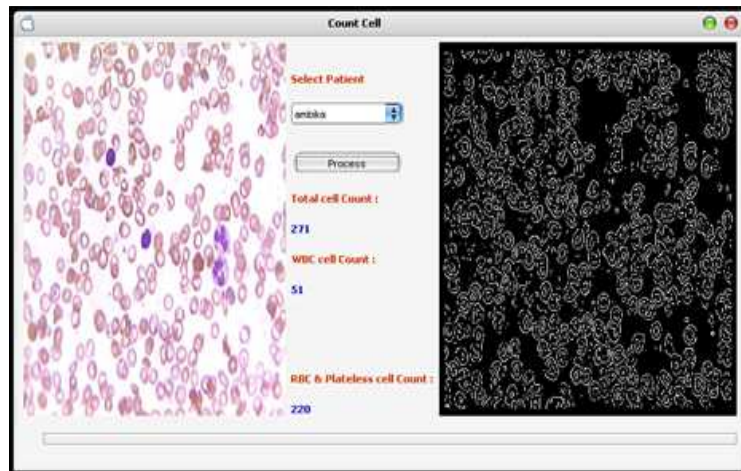 Count Cell
Select Patient
ambika
Process
Total cell Count :
271
WBC cell Count :
51
RBC & Plateless cell Count :
220